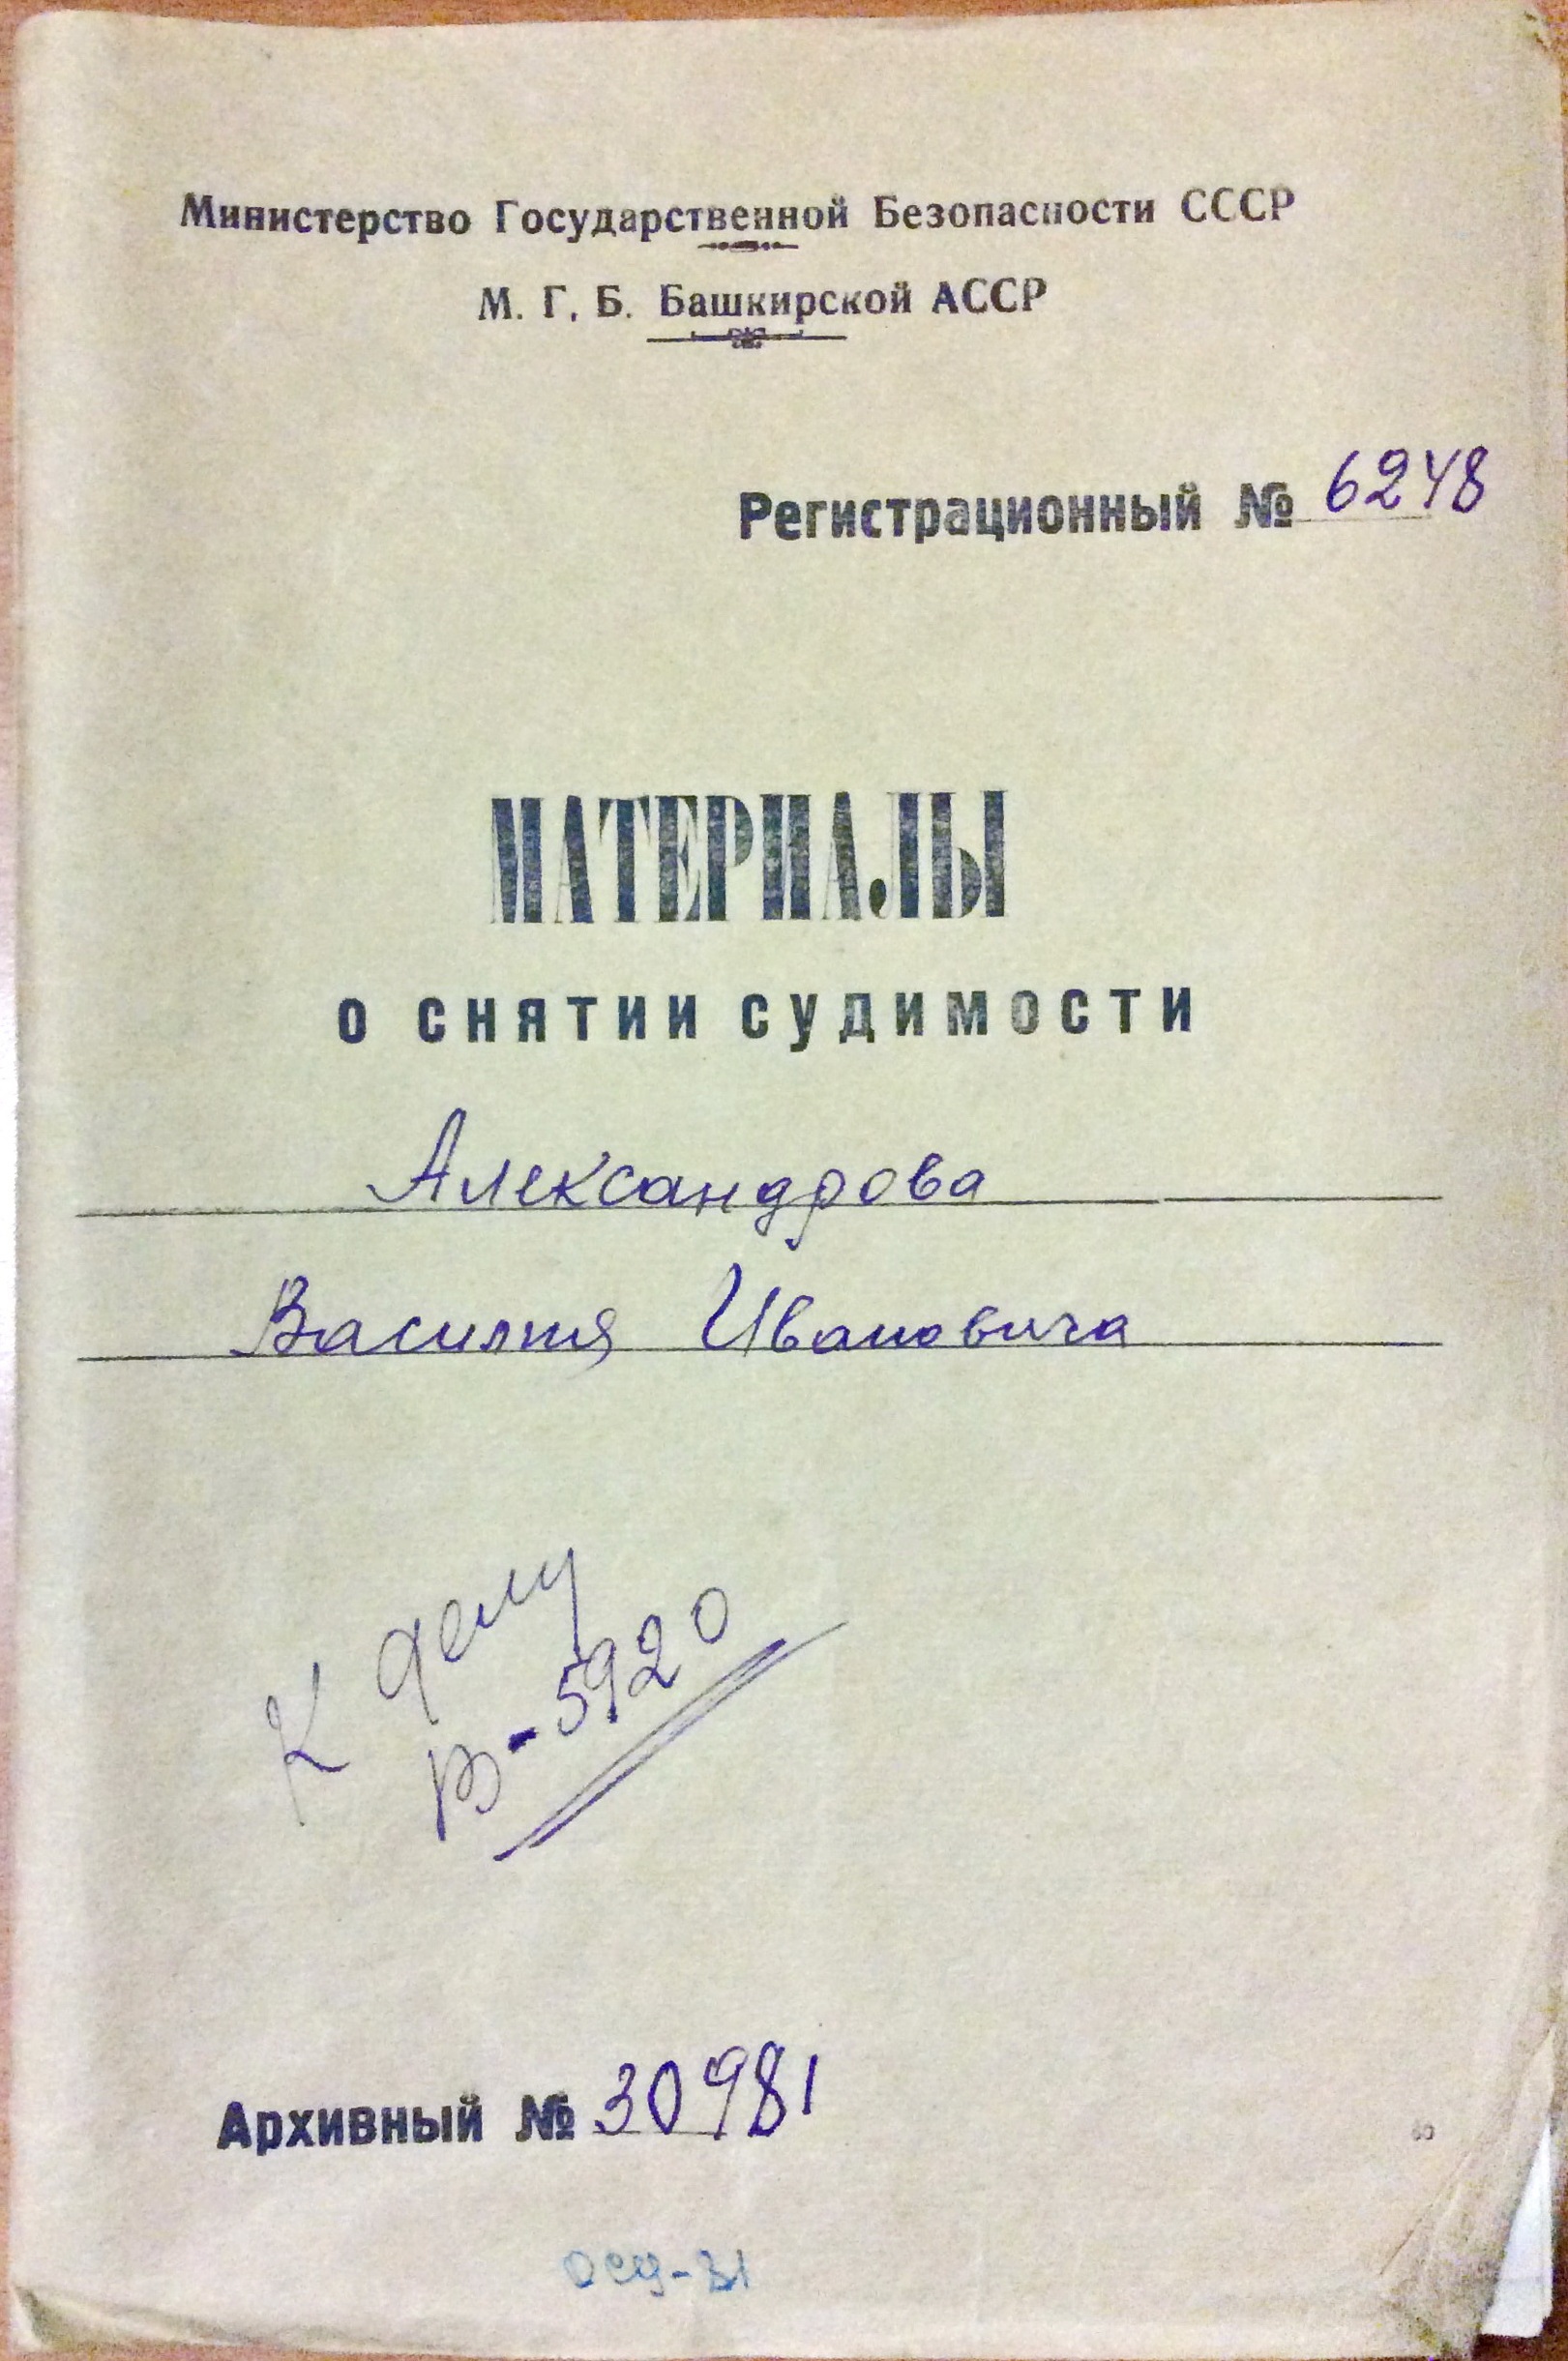 Министерство Государственной Безопасности СССР
М. Г. Б. Башкирской АССР
Регистрационный № 6248
МАТЕРИАЛЫ
о снятии судимости
Александрова
Василия Ивановича
К делу
В-5920
Архивный № 30981